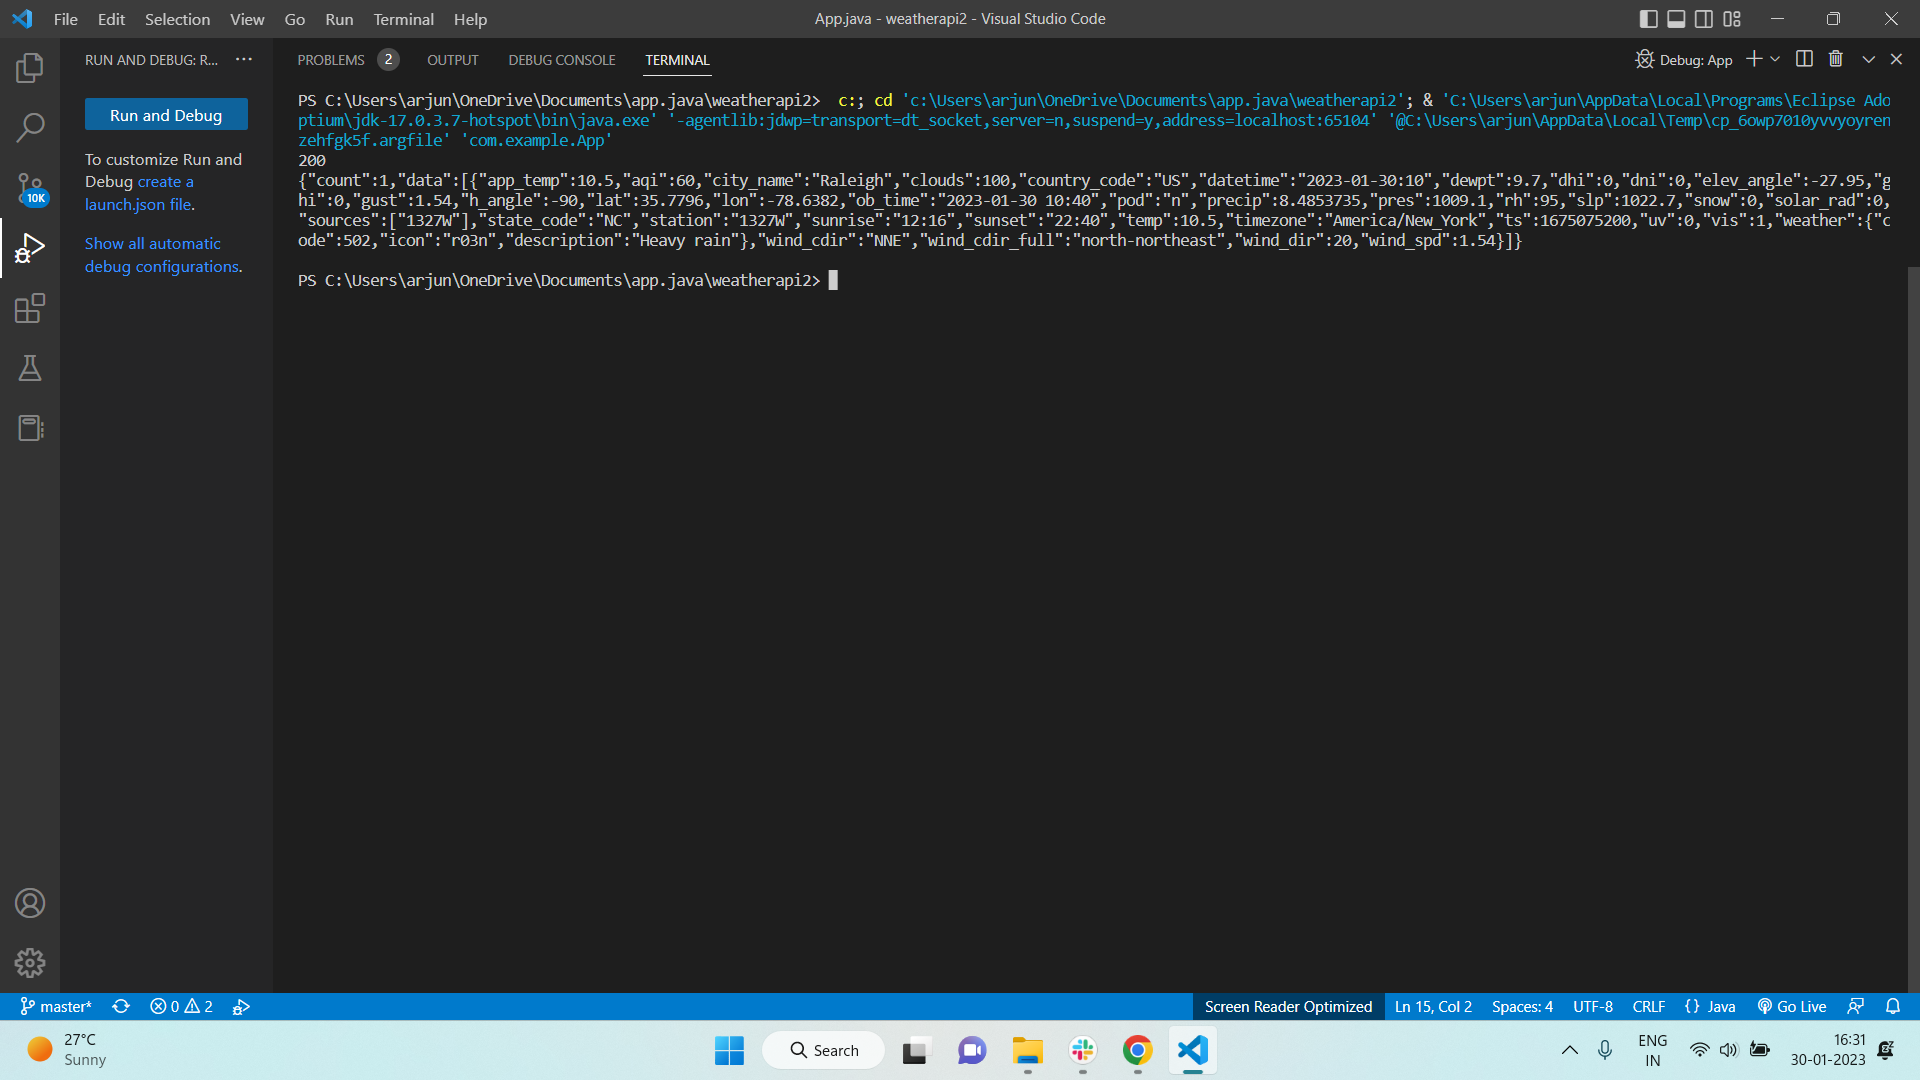 File Edit Selection View Go Run Terminal Help
App.java - weatherapi2 - Visual Studio Code
RUN AND DEBUG: R... ···
PROBLEMS 2 OUTPUT DEBUG CONSOLE TERMINAL
Debug: App
Run and Debug
To customize Run and
Debug create a
launch.json file.
Show all automatic
debug configurations.
10K
PS C:\Users\arjun\OneDrive\Documents\app.java\weatherapi2>  c:; cd 'c:\Users\arjun\OneDrive\Documents\app.java\weatherapi2'; & 'C:\Users\arjun\AppData\Local\Programs\Eclipse Ado
ptium\jdk-17.0.3.7-hotspot\bin\java.exe' '-agentlib:jdwp=transport=dt_socket,server=n,suspend=y,address=localhost:65104' '@C:\Users\arjun\AppData\Local\Temp\cp_6owp7010yvvyoyren
zehfgk5f.argfile' 'com.example.App'
200
{"count":1,"data":[{"app_temp":10.5,"aqi":60,"city_name":"Raleigh","clouds":100,"country_code":"US","datetime":"2023-01-30:10","dewpt":9.7,"dhi":0,"dni":0,"elev_angle":-27.95,"g
hi":0,"gust":1.54,"h_angle":-90,"lat":35.7796,"lon":-78.6382,"ob_time":"2023-01-30 10:40","pod":"n","precip":8.4853735,"pres":1009.1,"rh":95,"slp":1022.7,"snow":0,"solar_rad":0,
"sources":["1327W"],"state_code":"NC","station":"1327W","sunrise":"12:16","sunset":"22:40","temp":10.5,"timezone":"America/New_York","ts":1675075200,"uv":0,"vis":1,"weather":{"c
ode":502,"icon":"r03n","description":"Heavy rain"},"wind_cdir":"NNE","wind_cdir_full":"north-northeast","wind_dir":20,"wind_spd":1.54}]}
PS C:\Users\arjun\OneDrive\Documents\app.java\weatherapi2>
master* 0 2
Screen Reader Optimized Ln 15, Col 2 Spaces: 4 UTF-8 CRLF {} Java Go Live
27°C
Sunny
Search
ENG
IN
16:31
30-01-2023